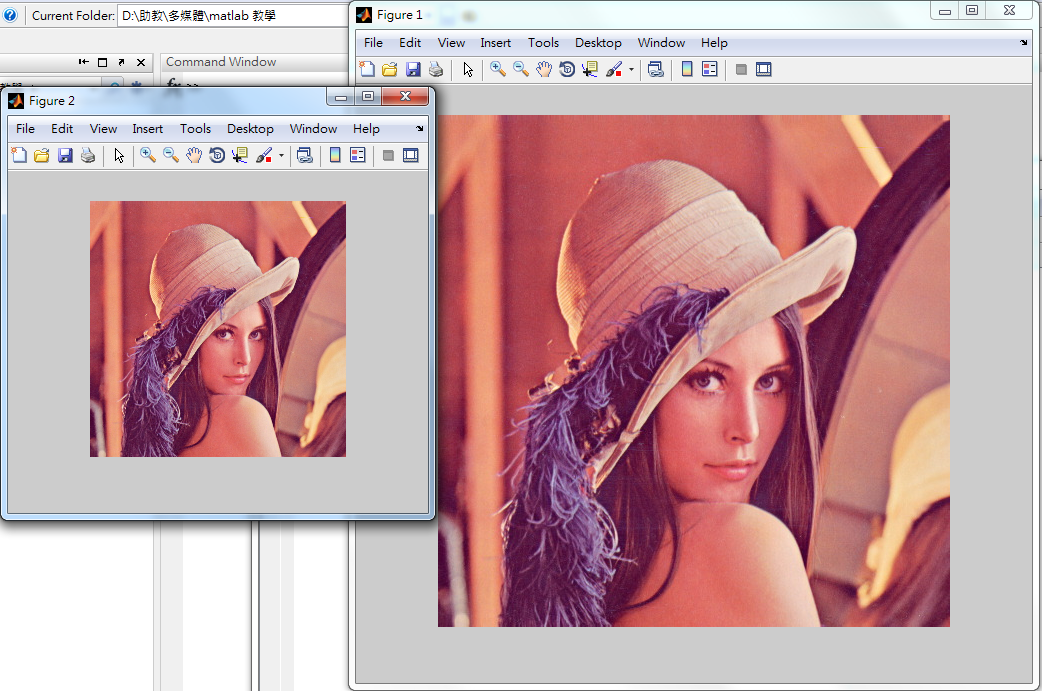 Current Folder: D:\助教\多媒體\matlab 教學
Command Window
Figure 1
File Edit View Insert Tools Desktop Window Help
Figure 2
File Edit View Insert Tools Desktop Window Help